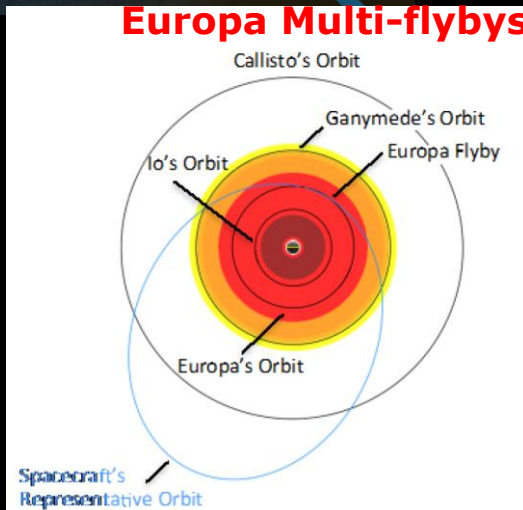 Europa Multi-flybys
Callisto's Orbit
Ganymede's Orbit
Europa Flyby
Io's Orbit
Europa's Orbit
Spacecraft's
Representative Orbit